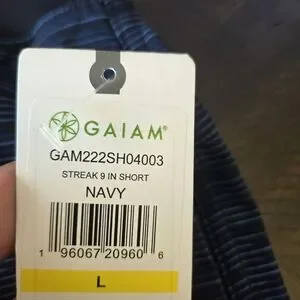 GAIAM®
GAM222SH04003
STREAK 9 IN SHORT
NAVY
1 96067 20960 6
L